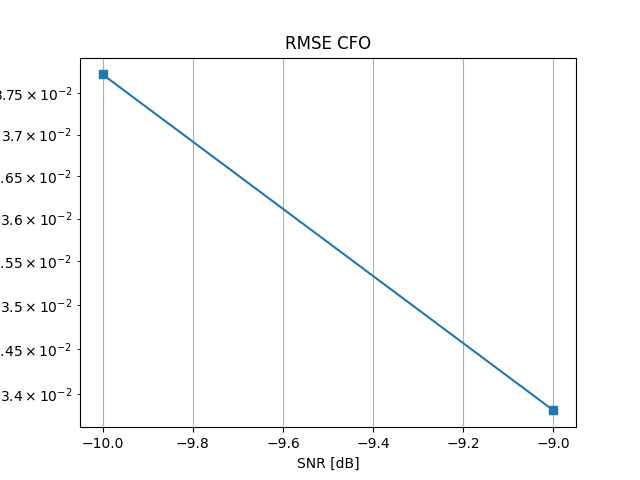 RMSE CFO
3.75 × 10⁻²
3.7 × 10⁻²
.65 × 10⁻²
3.6 × 10⁻²
.55 × 10⁻²
3.5 × 10⁻²
.45 × 10⁻²
3.4 × 10⁻²
−10.0 −9.8 −9.6 −9.4 −9.2 −9.0
SNR [dB]